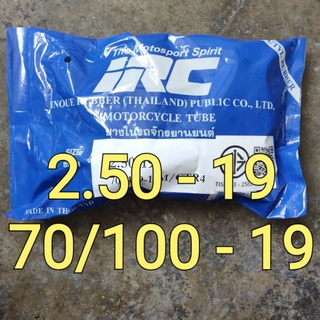 The Motosport Spirit
IRC
INOUE RUBBER (THAILAND) PUBLIC CO., LTD.
MOTORCYCLE TUBE
ยางในรถจักรยานยนต์
SIZE
2.50 - 19
70/100 - 19
MADE IN THAILAND